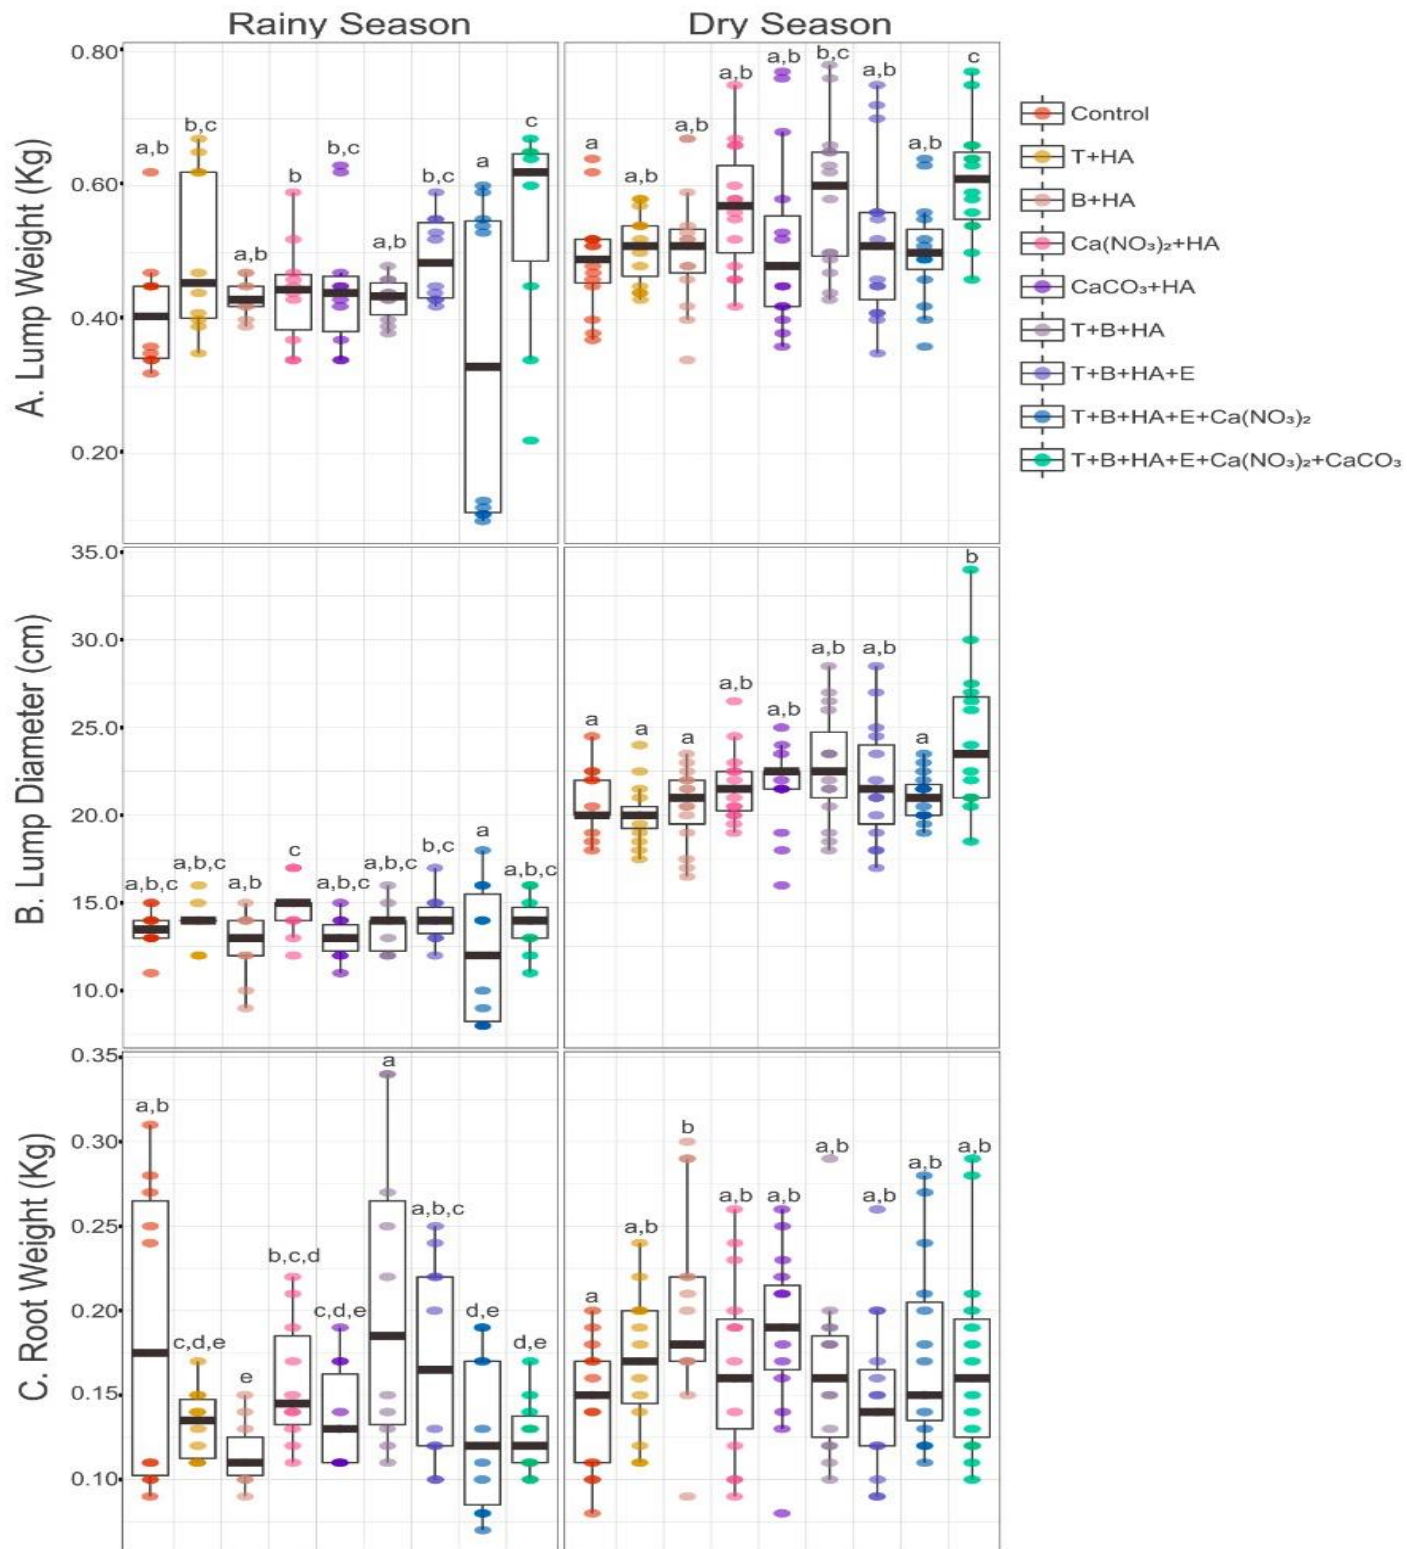 Rainy Season
Dry Season
A. Lump Weight (Kg)
0.80
0.60
0.40
0.20
a,b
b,c
a,b
b
b,c
a,b
b,c
a
c
a
a,b
a,b
a,b
a,b
b,c
a,b
a,b
c
Control
T+HA
B+HA
Ca(NO₃)₂+HA
CaCO₃+HA
T+B+HA
T+B+HA+E
T+B+HA+E+Ca(NO₃)₂
T+B+HA+E+Ca(NO₃)₂+CaCO₃
B. Lump Diameter (cm)
35.0
30.0
25.0
20.0
15.0
10.0
a,b,c
a,b,c
a,b
c
a,b,c
a,b,c
b,c
a
a,b,c
a
a
a
a,b
a,b
a,b
a,b
a
b
C. Root Weight (Kg)
0.35
0.30
0.25
0.20
0.15
0.10
a,b
c,d,e
e
b,c,d
c,d,e
a
a,b,c
d,e
d,e
a
a,b
b
a,b
a,b
a,b
a,b
a,b
a,b